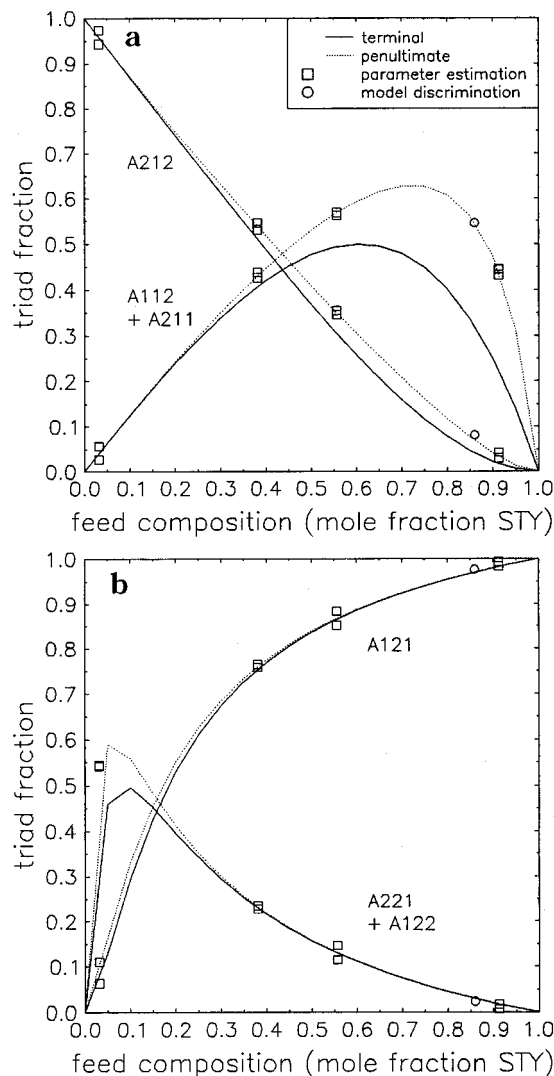 a
terminal
penultimate
parameter estimation
model discrimination
1.0
0.9
0.8
0.7
0.6
0.5
0.4
0.3
0.2
0.1
0.0
triad fraction
A212
A112
+ A211
0.0 0.1 0.2 0.3 0.4 0.5 0.6 0.7 0.8 0.9 1.0
feed composition (mole fraction STY)
b
1.0
0.9
0.8
0.7
0.6
0.5
0.4
0.3
0.2
0.1
0.0
triad fraction
A121
A221
+ A122
0.0 0.1 0.2 0.3 0.4 0.5 0.6 0.7 0.8 0.9 1.0
feed composition (mole fraction STY)